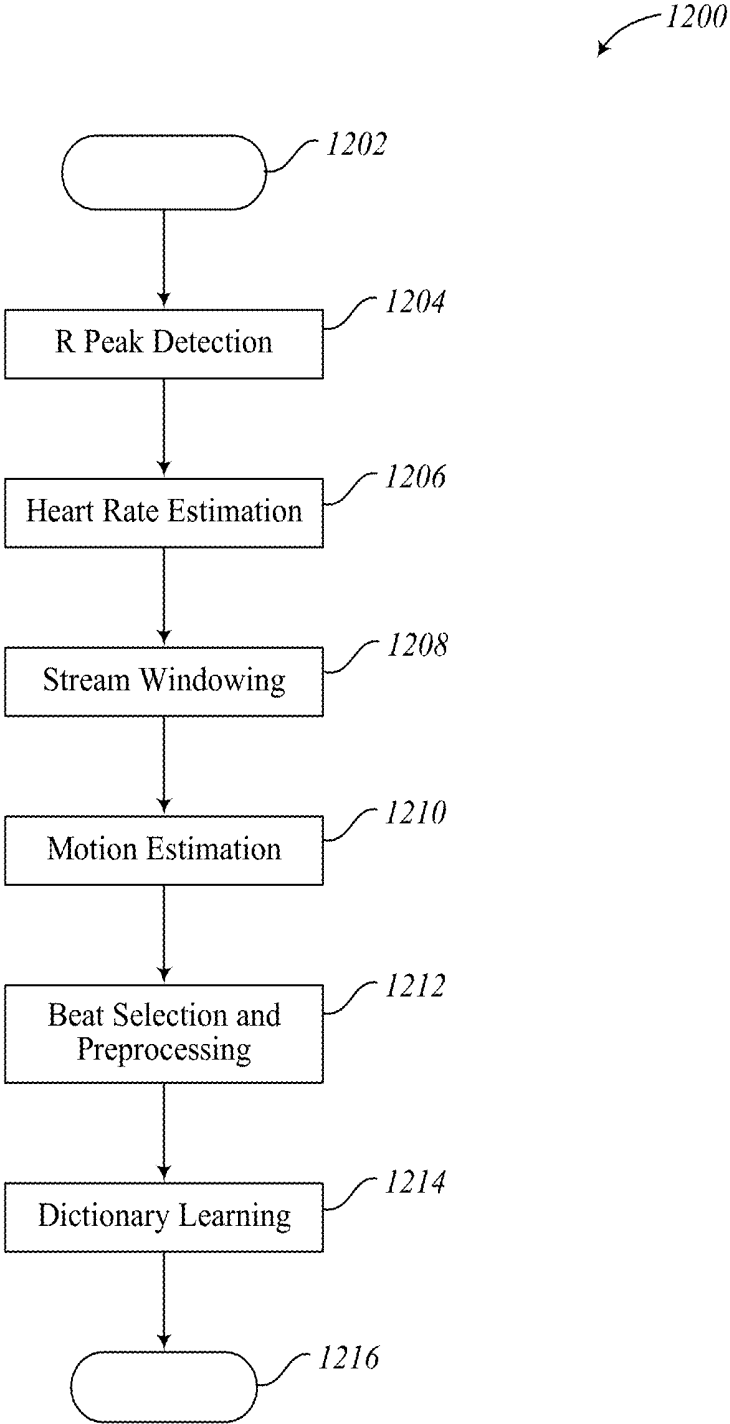 1200
1202
1204
R Peak Detection
1206
Heart Rate Estimation
1208
Stream Windowing
1210
Motion Estimation
1212
Beat Selection and
Preprocessing
1214
Dictionary Learning
1216